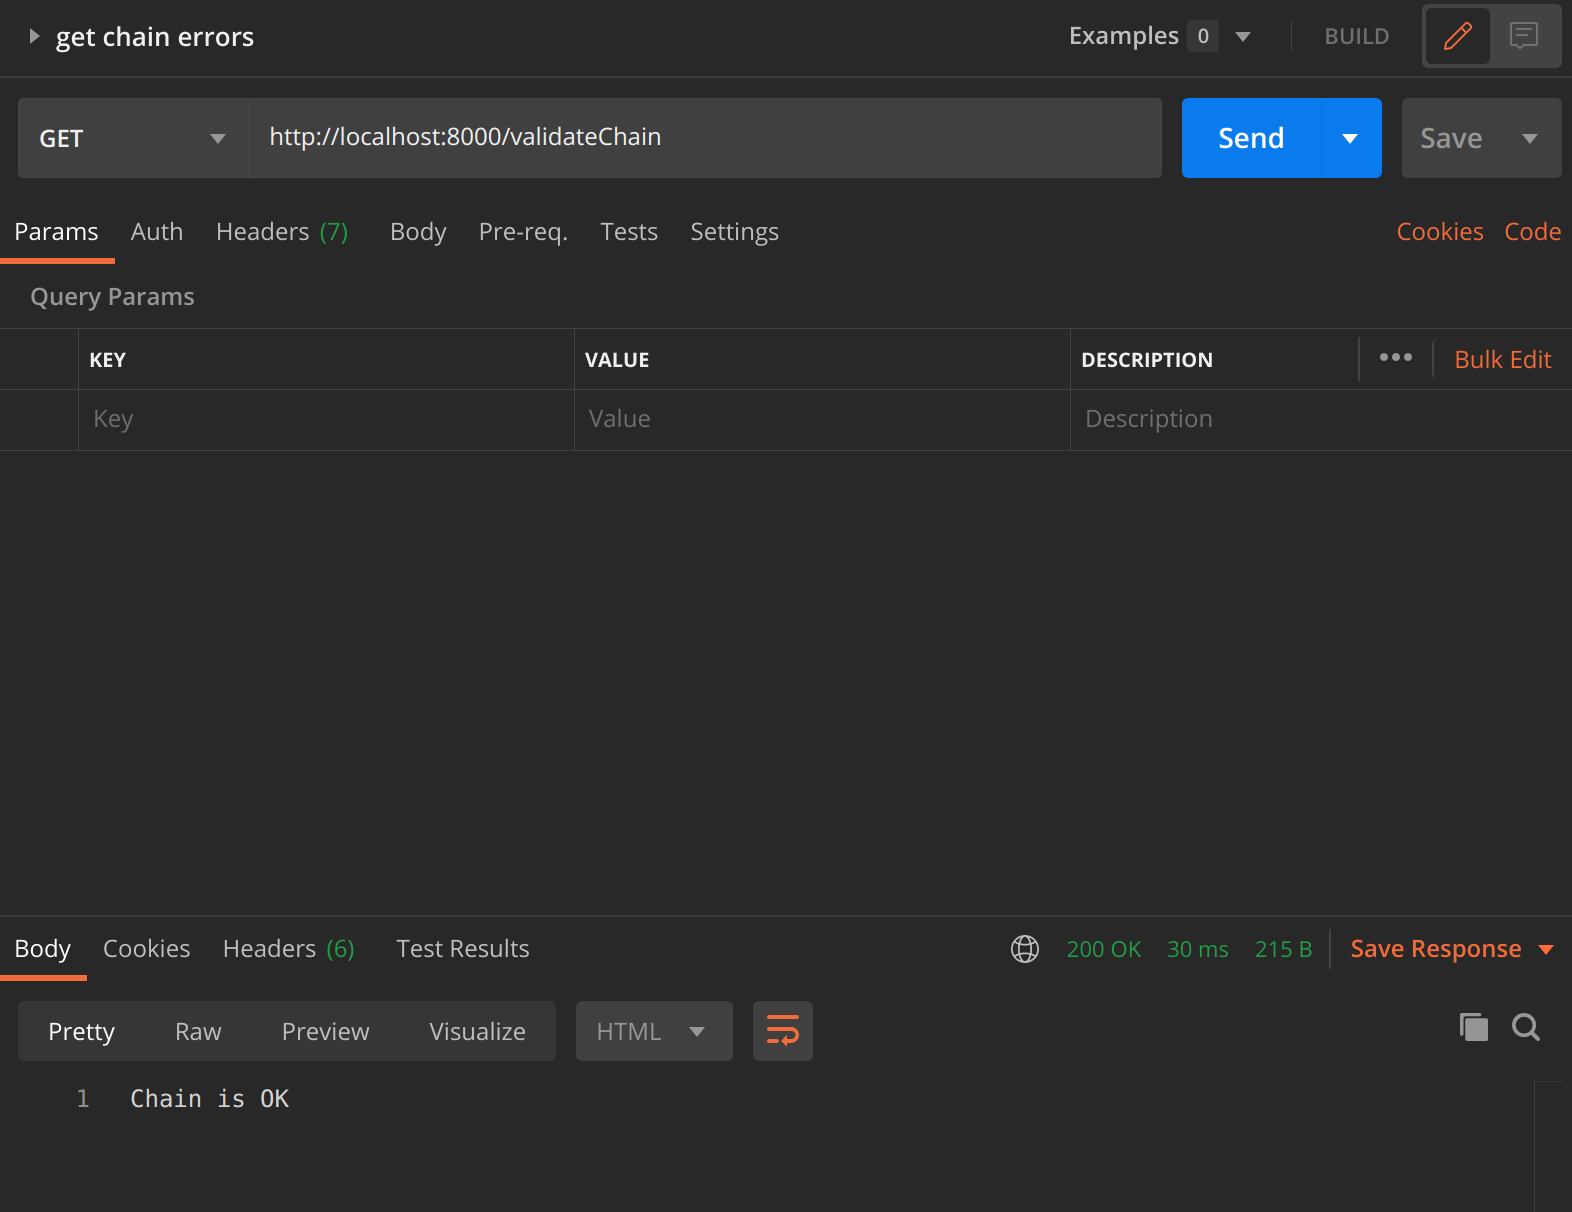 get chain errors Examples 0 BUILD
GET http://localhost:8000/validateChain Send Save
Params Auth Headers (7) Body Pre-req. Tests Settings Cookies Code
Query Params
KEY VALUE DESCRIPTION Bulk Edit
Key Value Description
Body Cookies Headers (6) Test Results 200 OK 30 ms 215 B Save Response
Pretty Raw Preview Visualize HTML
1 Chain is OK